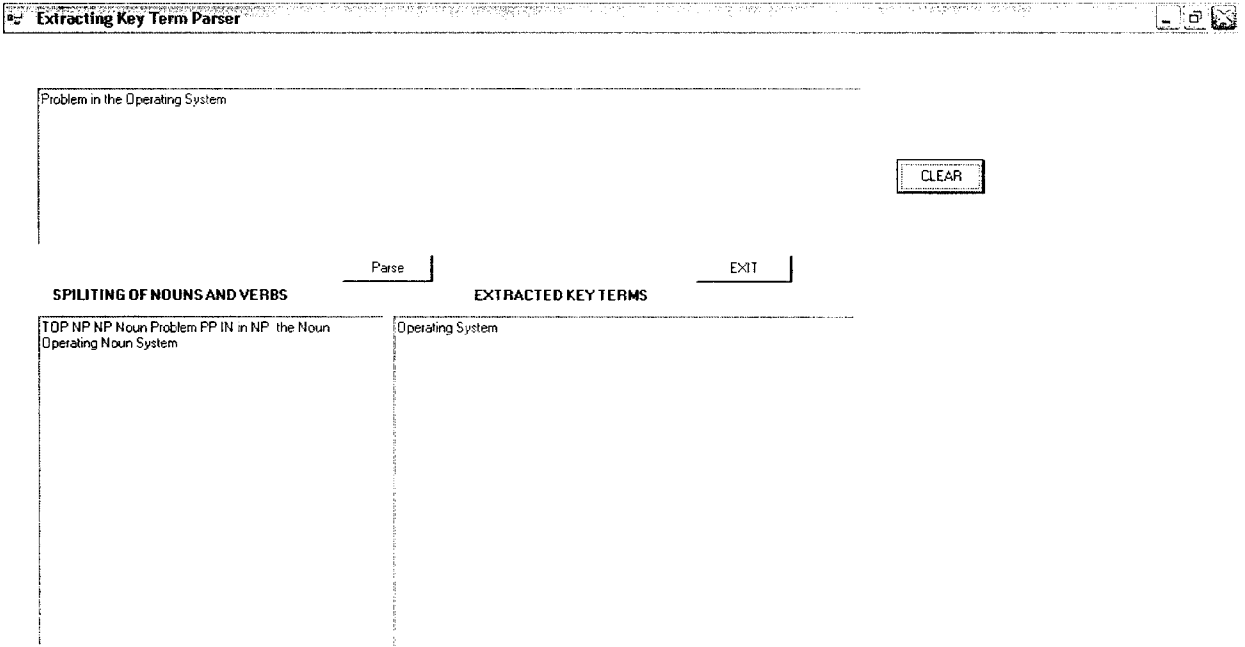 Extracting Key Term Parser
Problem in the Operating System
CLEAR
Parse
EXIT
SPILITING OF NOUNS AND VERBS
EXTRACTED KEY TERMS
TOP NP NP Noun Problem PP IN in NP the Noun
Operating Noun System
Operating System